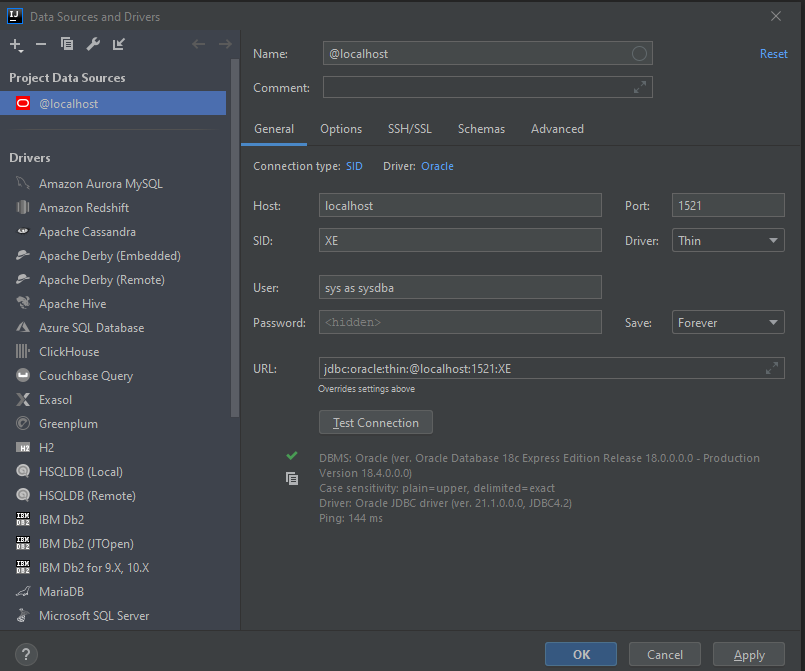 Data Sources and Drivers
Project Data Sources
@localhost
Drivers
Amazon Aurora MySQL
Amazon Redshift
Apache Cassandra
Apache Derby (Embedded)
Apache Derby (Remote)
Apache Hive
Azure SQL Database
ClickHouse
Couchbase Query
Exasol
Greenplum
H2
HSQLDB (Local)
HSQLDB (Remote)
IBM Db2
IBM Db2 (JTOpen)
IBM Db2 for 9.X, 10.X
MariaDB
Microsoft SQL Server
Name: @localhost Reset
Comment:
General Options SSH/SSL Schemas Advanced
Connection type: SID Driver: Oracle
Host: localhost Port: 1521
SID: XE Driver: Thin
User: sys as sysdba
Password: <hidden> Save: Forever
URL: jdbc:oracle:thin:@localhost:1521:XE
Overrides settings above
Test Connection
DBMS: Oracle (ver. Oracle Database 18c Express Edition Release 18.0.0.0.0 - Production
Version 18.4.0.0.0)
Case sensitivity: plain=upper, delimited=exact
Driver: Oracle JDBC driver (ver. 21.1.0.0.0, JDBC4.2)
Ping: 144 ms
? OK Cancel Apply